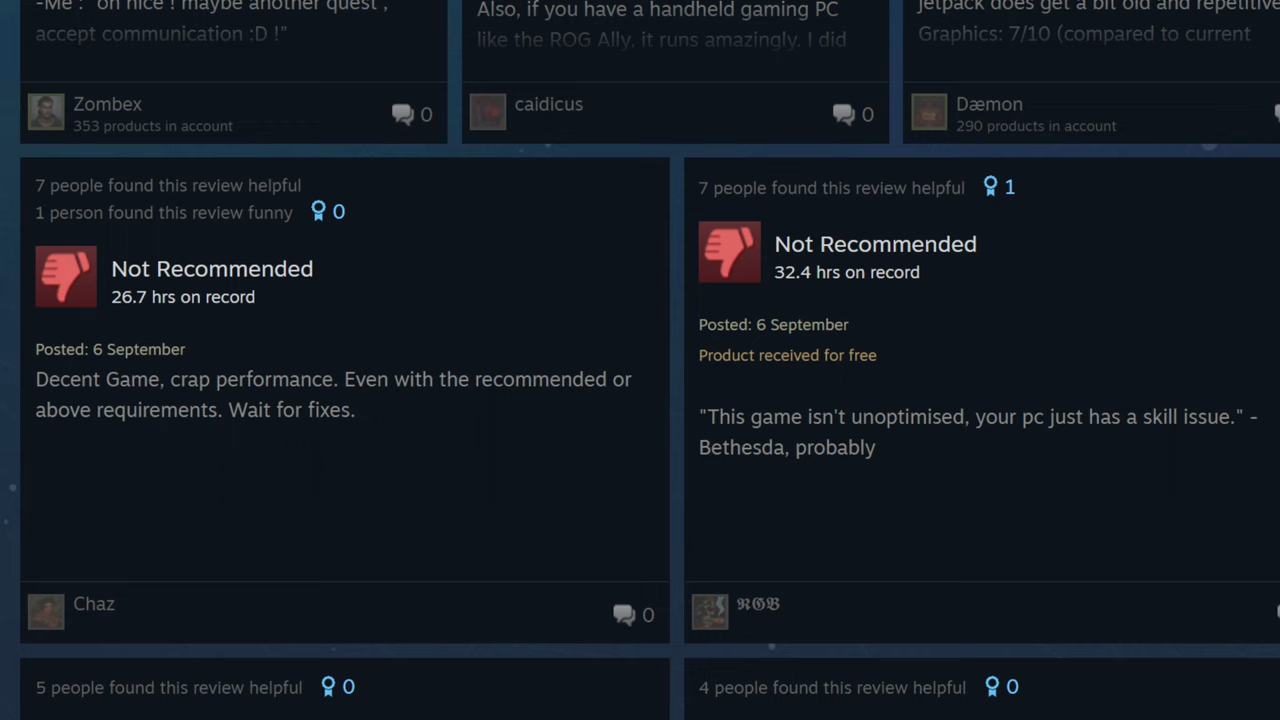 -Me : "oh nice ! maybe another quest ,
accept communication :D !"
Zombex
353 products in account
0
Also, if you have a handheld gaming PC
like the ROG Ally, it runs amazingly. I did
caidicus
0
jetpack does get a bit old and repetitive
Graphics: 7/10 (compared to current
Dæmon
290 products in account
7 people found this review helpful
1 person found this review funny 0
Not Recommended
26.7 hrs on record
Posted: 6 September
Decent Game, crap performance. Even with the recommended or
above requirements. Wait for fixes.
Chaz
0
7 people found this review helpful 1
Not Recommended
32.4 hrs on record
Posted: 6 September
Product received for free
"This game isn't unoptimised, your pc just has a skill issue." -
Bethesda, probably
𝕽𝕲𝕭
5 people found this review helpful 0
4 people found this review helpful 0